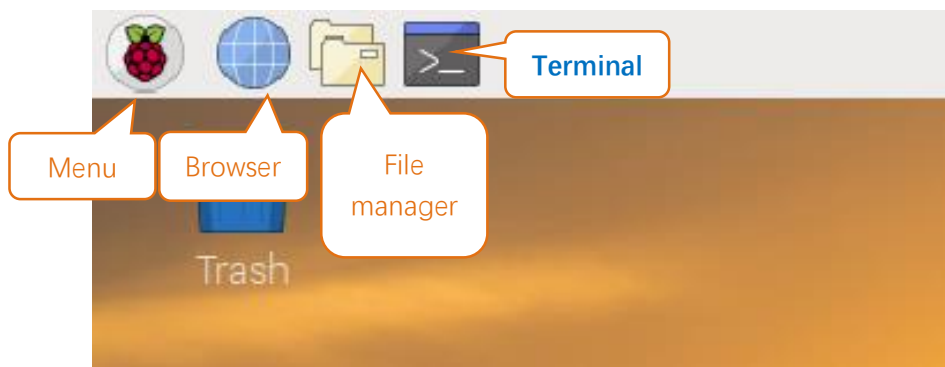 >_
Terminal
Menu
Browser
File
manager
Trash